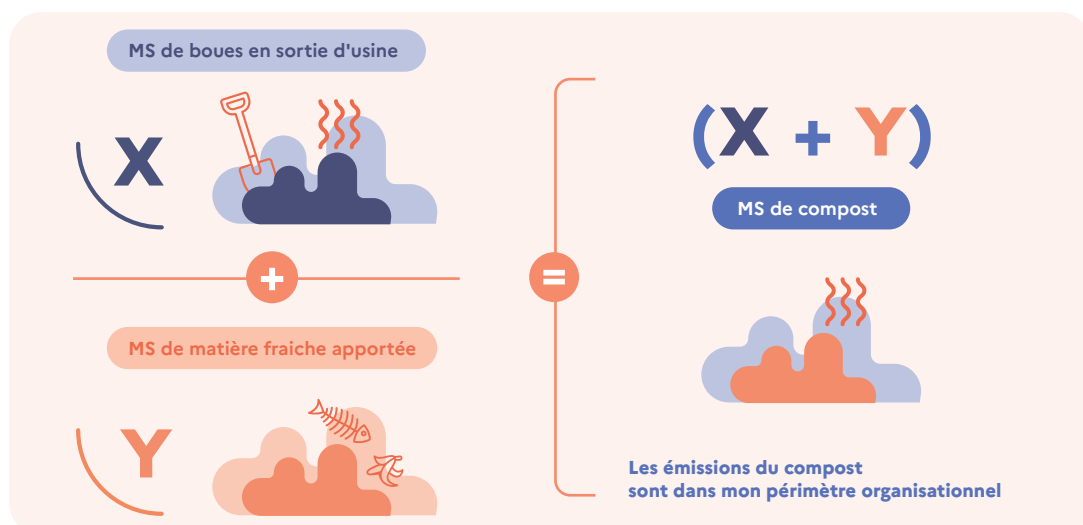 MS de boues en sortie d'usine
X
+
MS de matière fraiche apportée
Y
=
(X + Y)
MS de compost
Les émissions du compost
sont dans mon périmètre organisationnel